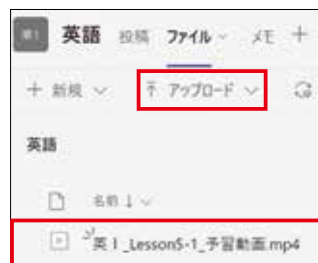 英語 投稿 ファイル メモ +
+ 新規 アップロード
英語
名前 ↓
英Ⅰ_Lesson5-1_予習動画.mp4